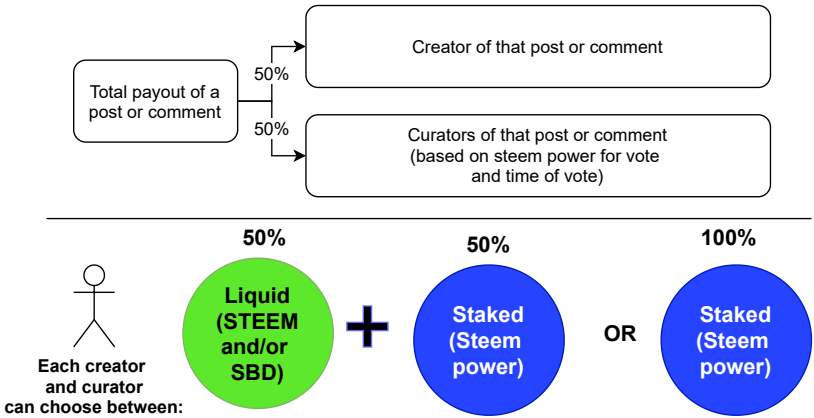 Creator of that post or comment
50%
Total payout of a
post or comment
50%
Curators of that post or comment
(based on steem power for vote
and time of vote)
50%
50%
100%
Liquid
(STEEM
and/or
SBD)
Staked
(Steem
power)
OR
Staked
(Steem
power)
Each creator
and curator
can choose between: